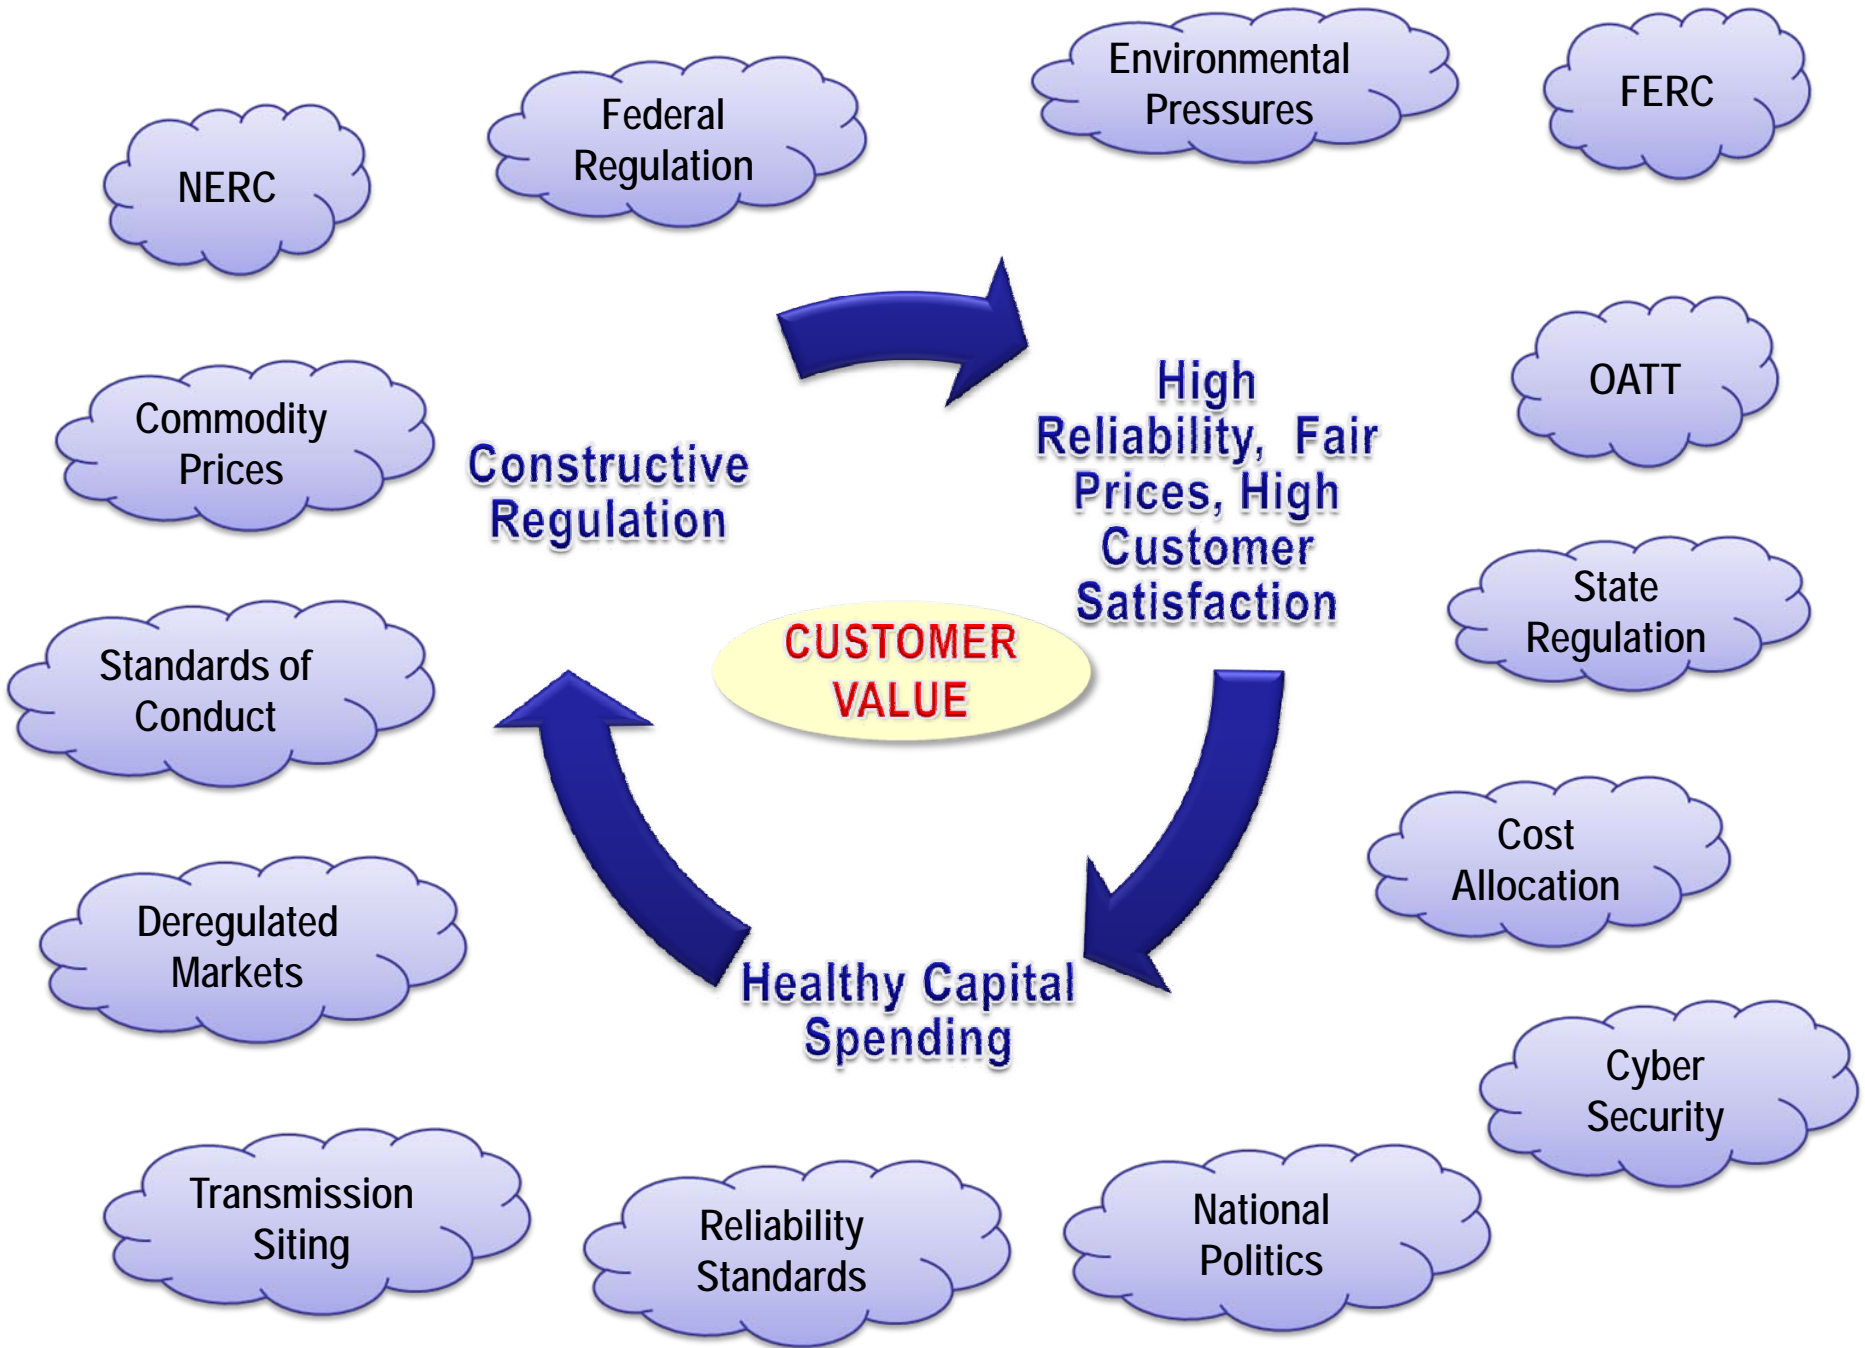 Environmental
Pressures
FERC
Federal
Regulation
NERC
OATT
Commodity
Prices
Constructive
Regulation
High
Reliability,  Fair
Prices, High
Customer
Satisfaction
State
Regulation
CUSTOMER
VALUE
Standards of
Conduct
Cost
Allocation
Deregulated
Markets
Healthy Capital
Spending
Cyber
Security
Transmission
Siting
Reliability
Standards
National
Politics